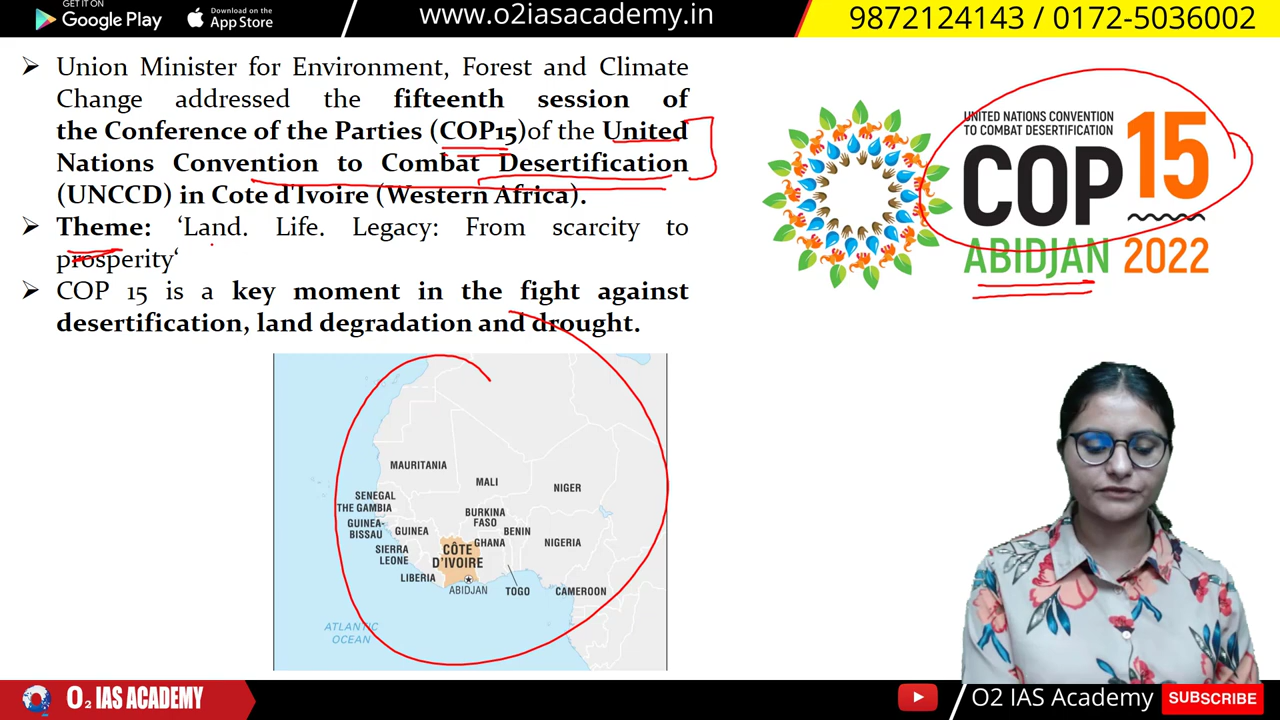 GET IT ON
Google Play
Download on the
App Store
www.o2iasacademy.in
9872124143 / 0172-5036002
Union Minister for Environment, Forest and Climate
Change addressed the fifteenth session of
the Conference of the Parties (COP15)of the United
Nations Convention to Combat Desertification
(UNCCD) in Cote d'Ivoire (Western Africa).
Theme: ‘Land. Life. Legacy: From scarcity to
prosperity‘
COP 15 is a key moment in the fight against
desertification, land degradation and drought.
UNITED NATIONS CONVENTION
TO COMBAT DESERTIFICATION
COP15
ABIDJAN 2022
MAURITANIA
MALI
NIGER
SENEGAL
THE GAMBIA
GUINEA-
BISSAU
GUINEA
BURKINA
FASO
BENIN
GHANA
NIGERIA
SIERRA
LEONE
CÔTE
D'IVOIRE
LIBERIA
ABIDJAN
TOGO
CAMEROON
ATLANTIC
OCEAN
O2 IAS ACADEMY
O2 IAS Academy
SUBSCRIBE